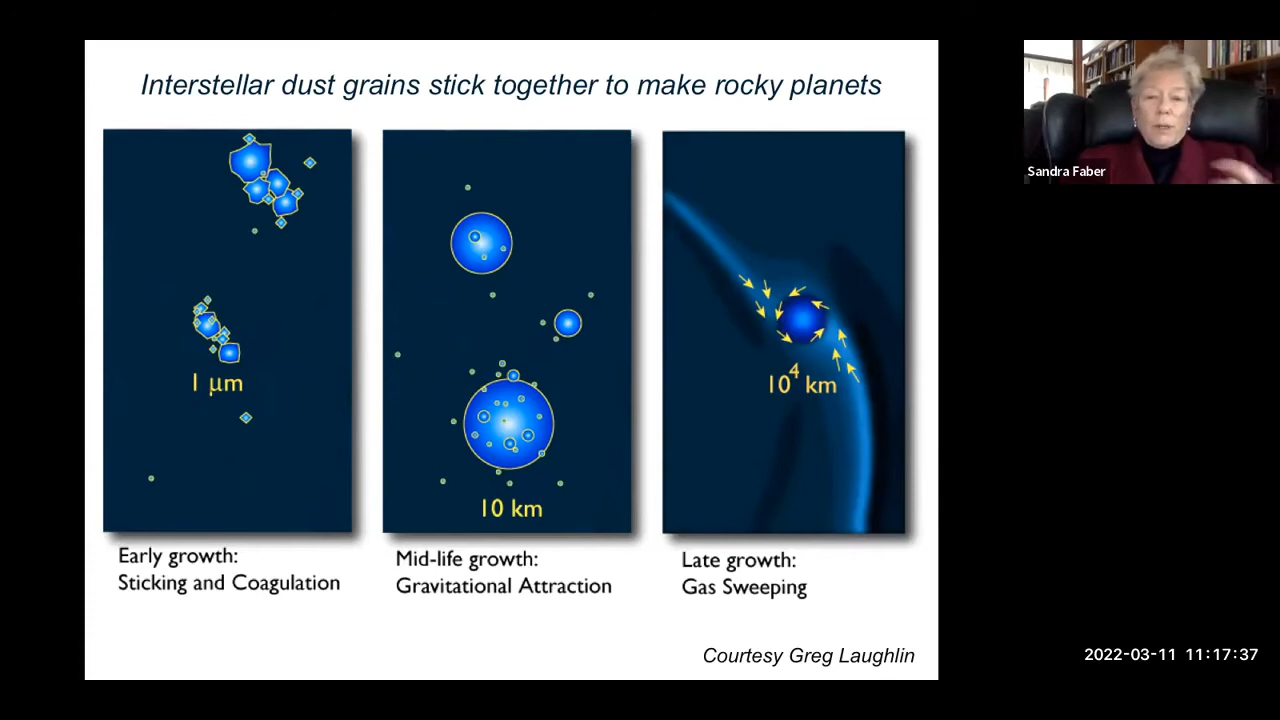 Interstellar dust grains stick together to make rocky planets
Sandra Faber
1 µm
10 km
10⁴ km
Early growth:
Sticking and Coagulation
Mid-life growth:
Gravitational Attraction
Late growth:
Gas Sweeping
Courtesy Greg Laughlin
2022-03-11 11:17:37